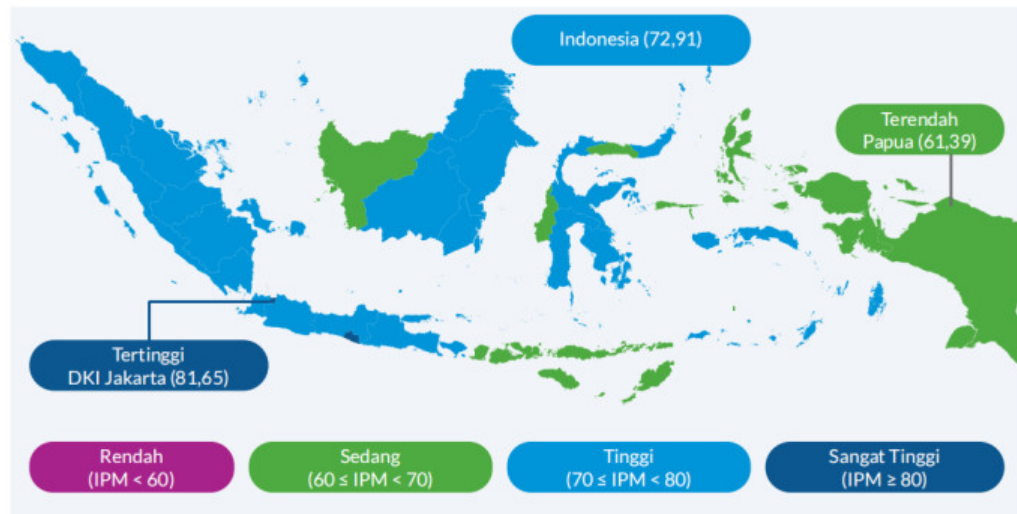 Indonesia (72,91)
Terendah
Papua (61,39)
Tertinggi
DKI Jakarta (81,65)
Rendah
(IPM < 60)
Sedang
(60 ≤ IPM < 70)
Tinggi
(70 ≤ IPM < 80)
Sangat Tinggi
(IPM ≥ 80)